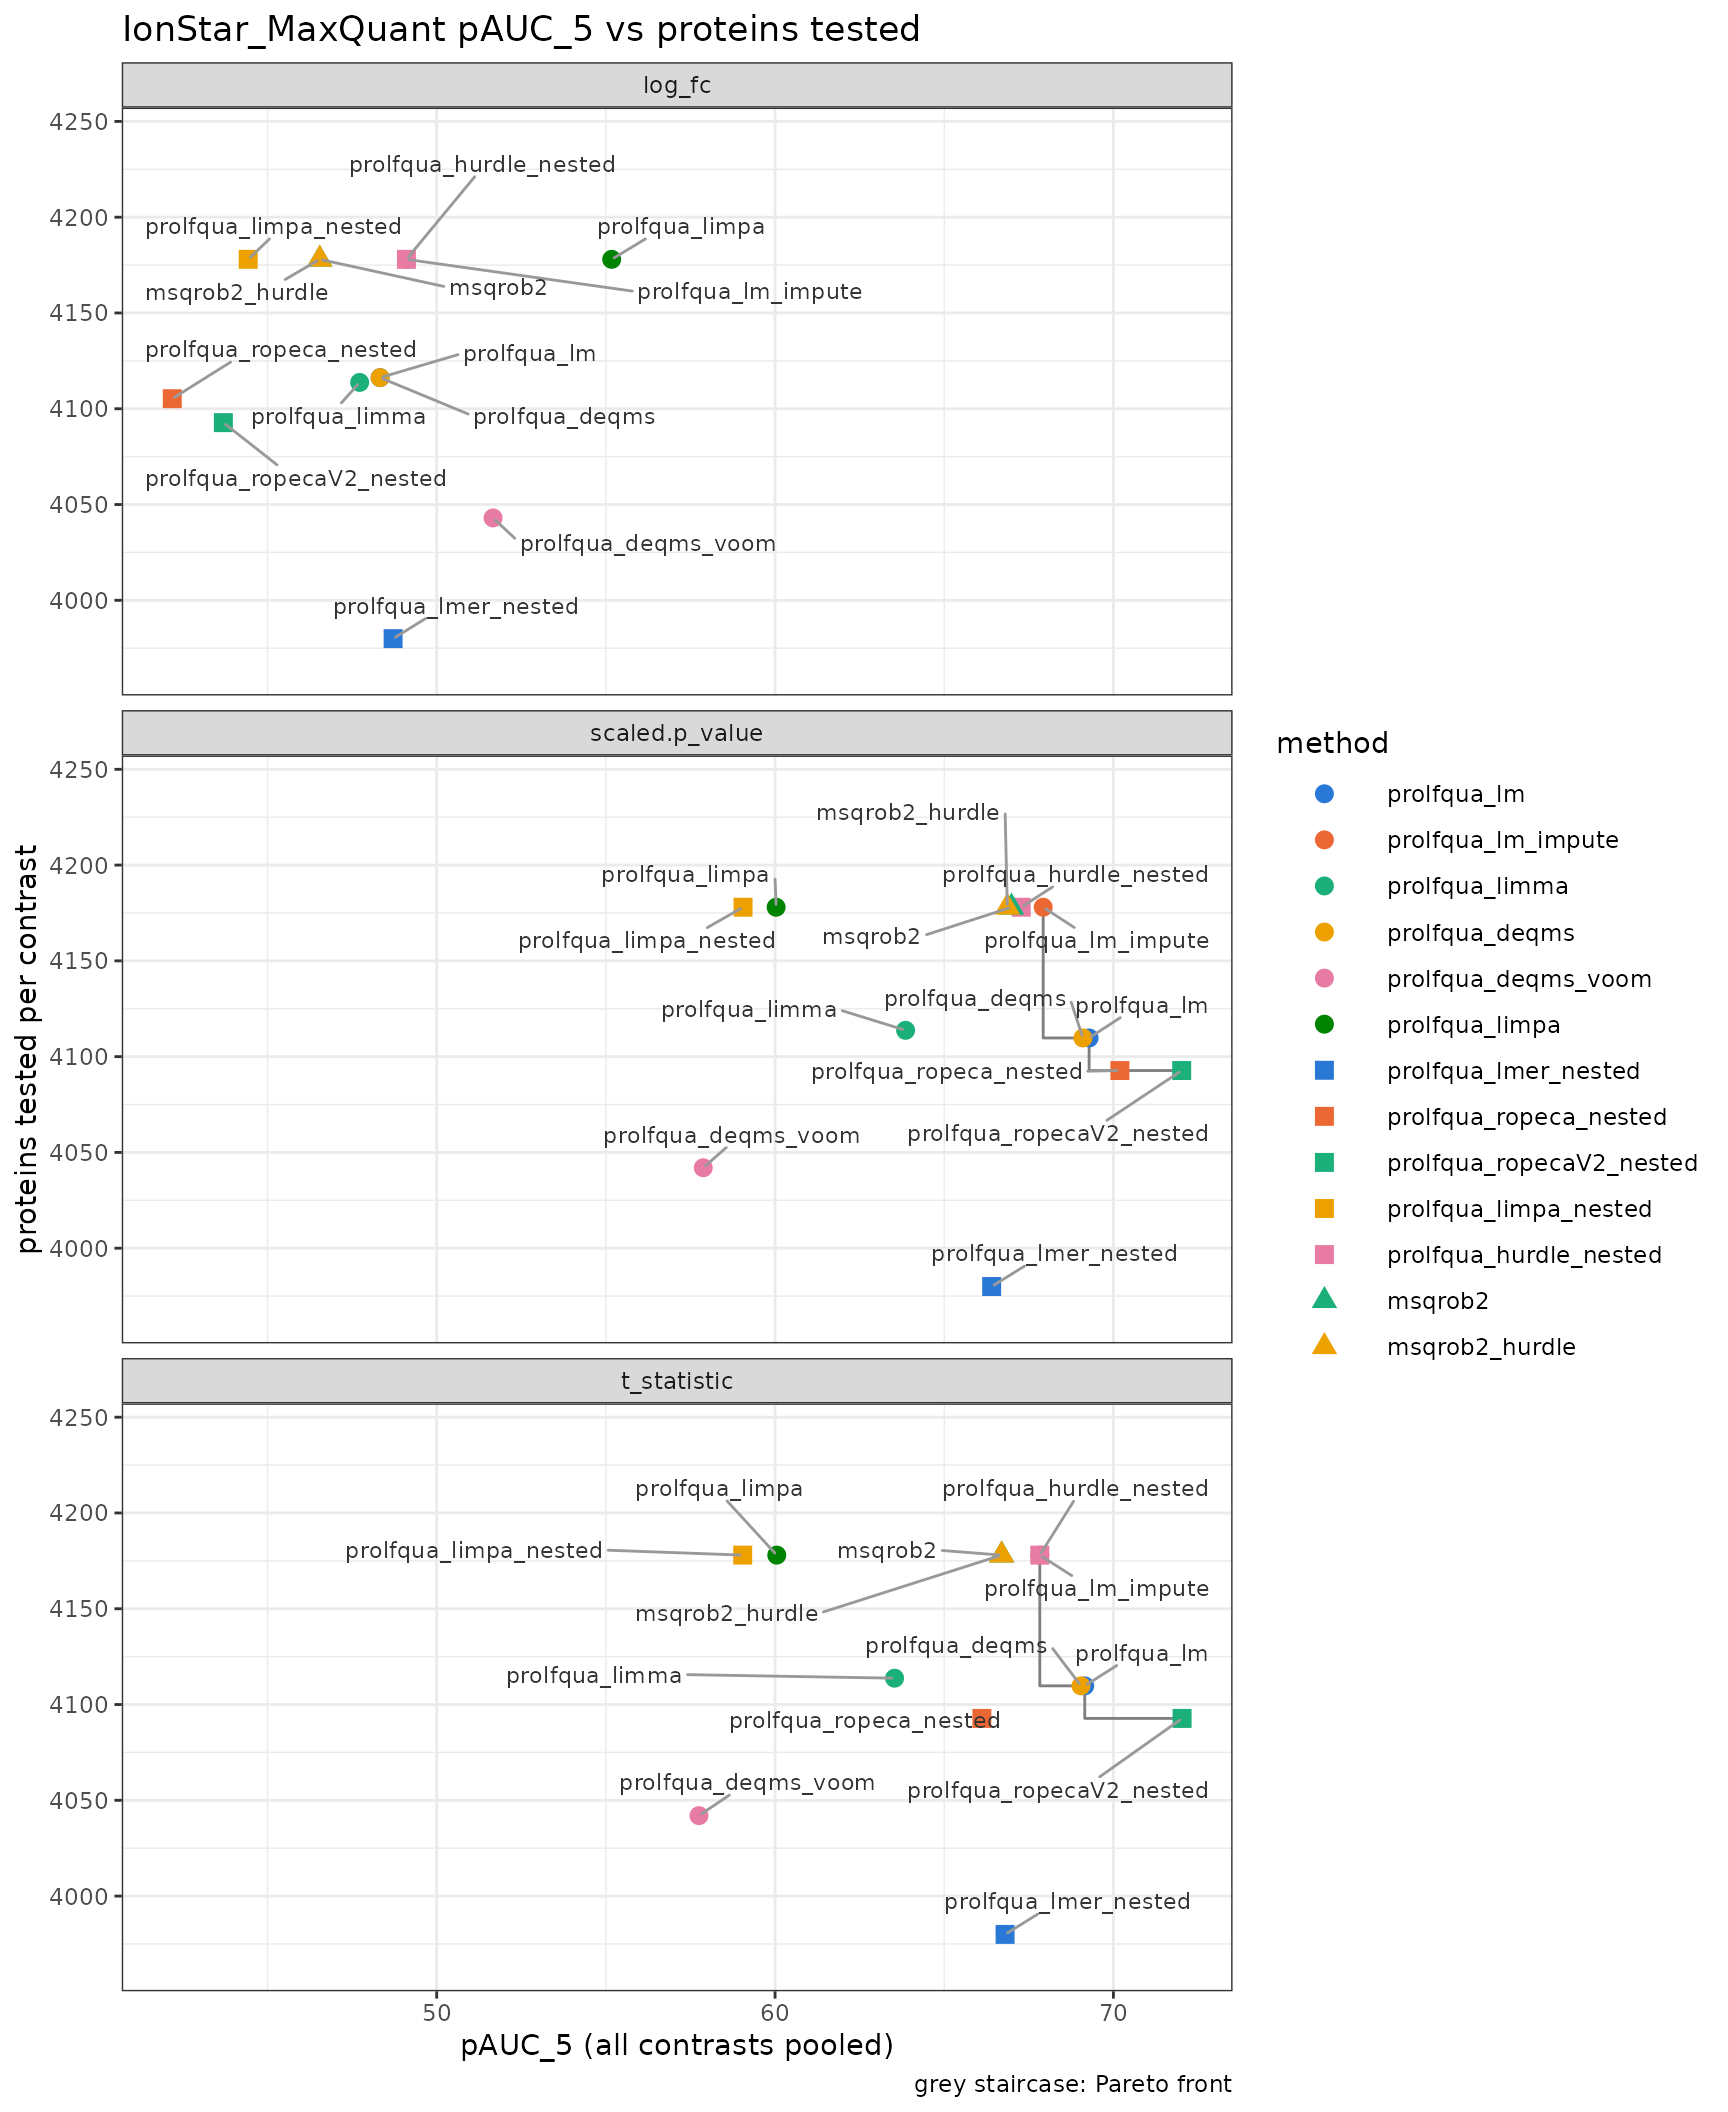 IonStar_MaxQuant pAUC_5 vs proteins tested
log_fc
4250
4200
4150
4100
4050
4000
prolfqua_hurdle_nested
prolfqua_limpa_nested
prolfqua_limpa
msqrob2_hurdle
msqrob2
prolfqua_lm_impute
prolfqua_ropeca_nested
prolfqua_lm
prolfqua_limma
prolfqua_deqms
prolfqua_ropecaV2_nested
prolfqua_deqms_voom
prolfqua_lmer_nested
scaled.p_value
4250
4200
4150
4100
4050
4000
msqrob2_hurdle
prolfqua_limpa
prolfqua_hurdle_nested
msqrob2
prolfqua_limpa_nested
prolfqua_lm_impute
prolfqua_deqms
prolfqua_lm
prolfqua_limma
prolfqua_ropeca_nested
prolfqua_deqms_voom
prolfqua_ropecaV2_nested
prolfqua_lmer_nested
t_statistic
4250
4200
4150
4100
4050
4000
prolfqua_limpa
prolfqua_hurdle_nested
prolfqua_limpa_nested
msqrob2
prolfqua_lm_impute
msqrob2_hurdle
prolfqua_deqms
prolfqua_lm
prolfqua_limma
prolfqua_ropeca_nested
prolfqua_deqms_voom
prolfqua_ropecaV2_nested
prolfqua_lmer_nested
50
60
70
pAUC_5 (all contrasts pooled)
proteins tested per contrast
grey staircase: Pareto front
method
prolfqua_lm
prolfqua_lm_impute
prolfqua_limma
prolfqua_deqms
prolfqua_deqms_voom
prolfqua_limpa
prolfqua_lmer_nested
prolfqua_ropeca_nested
prolfqua_ropecaV2_nested
prolfqua_limpa_nested
prolfqua_hurdle_nested
msqrob2
msqrob2_hurdle